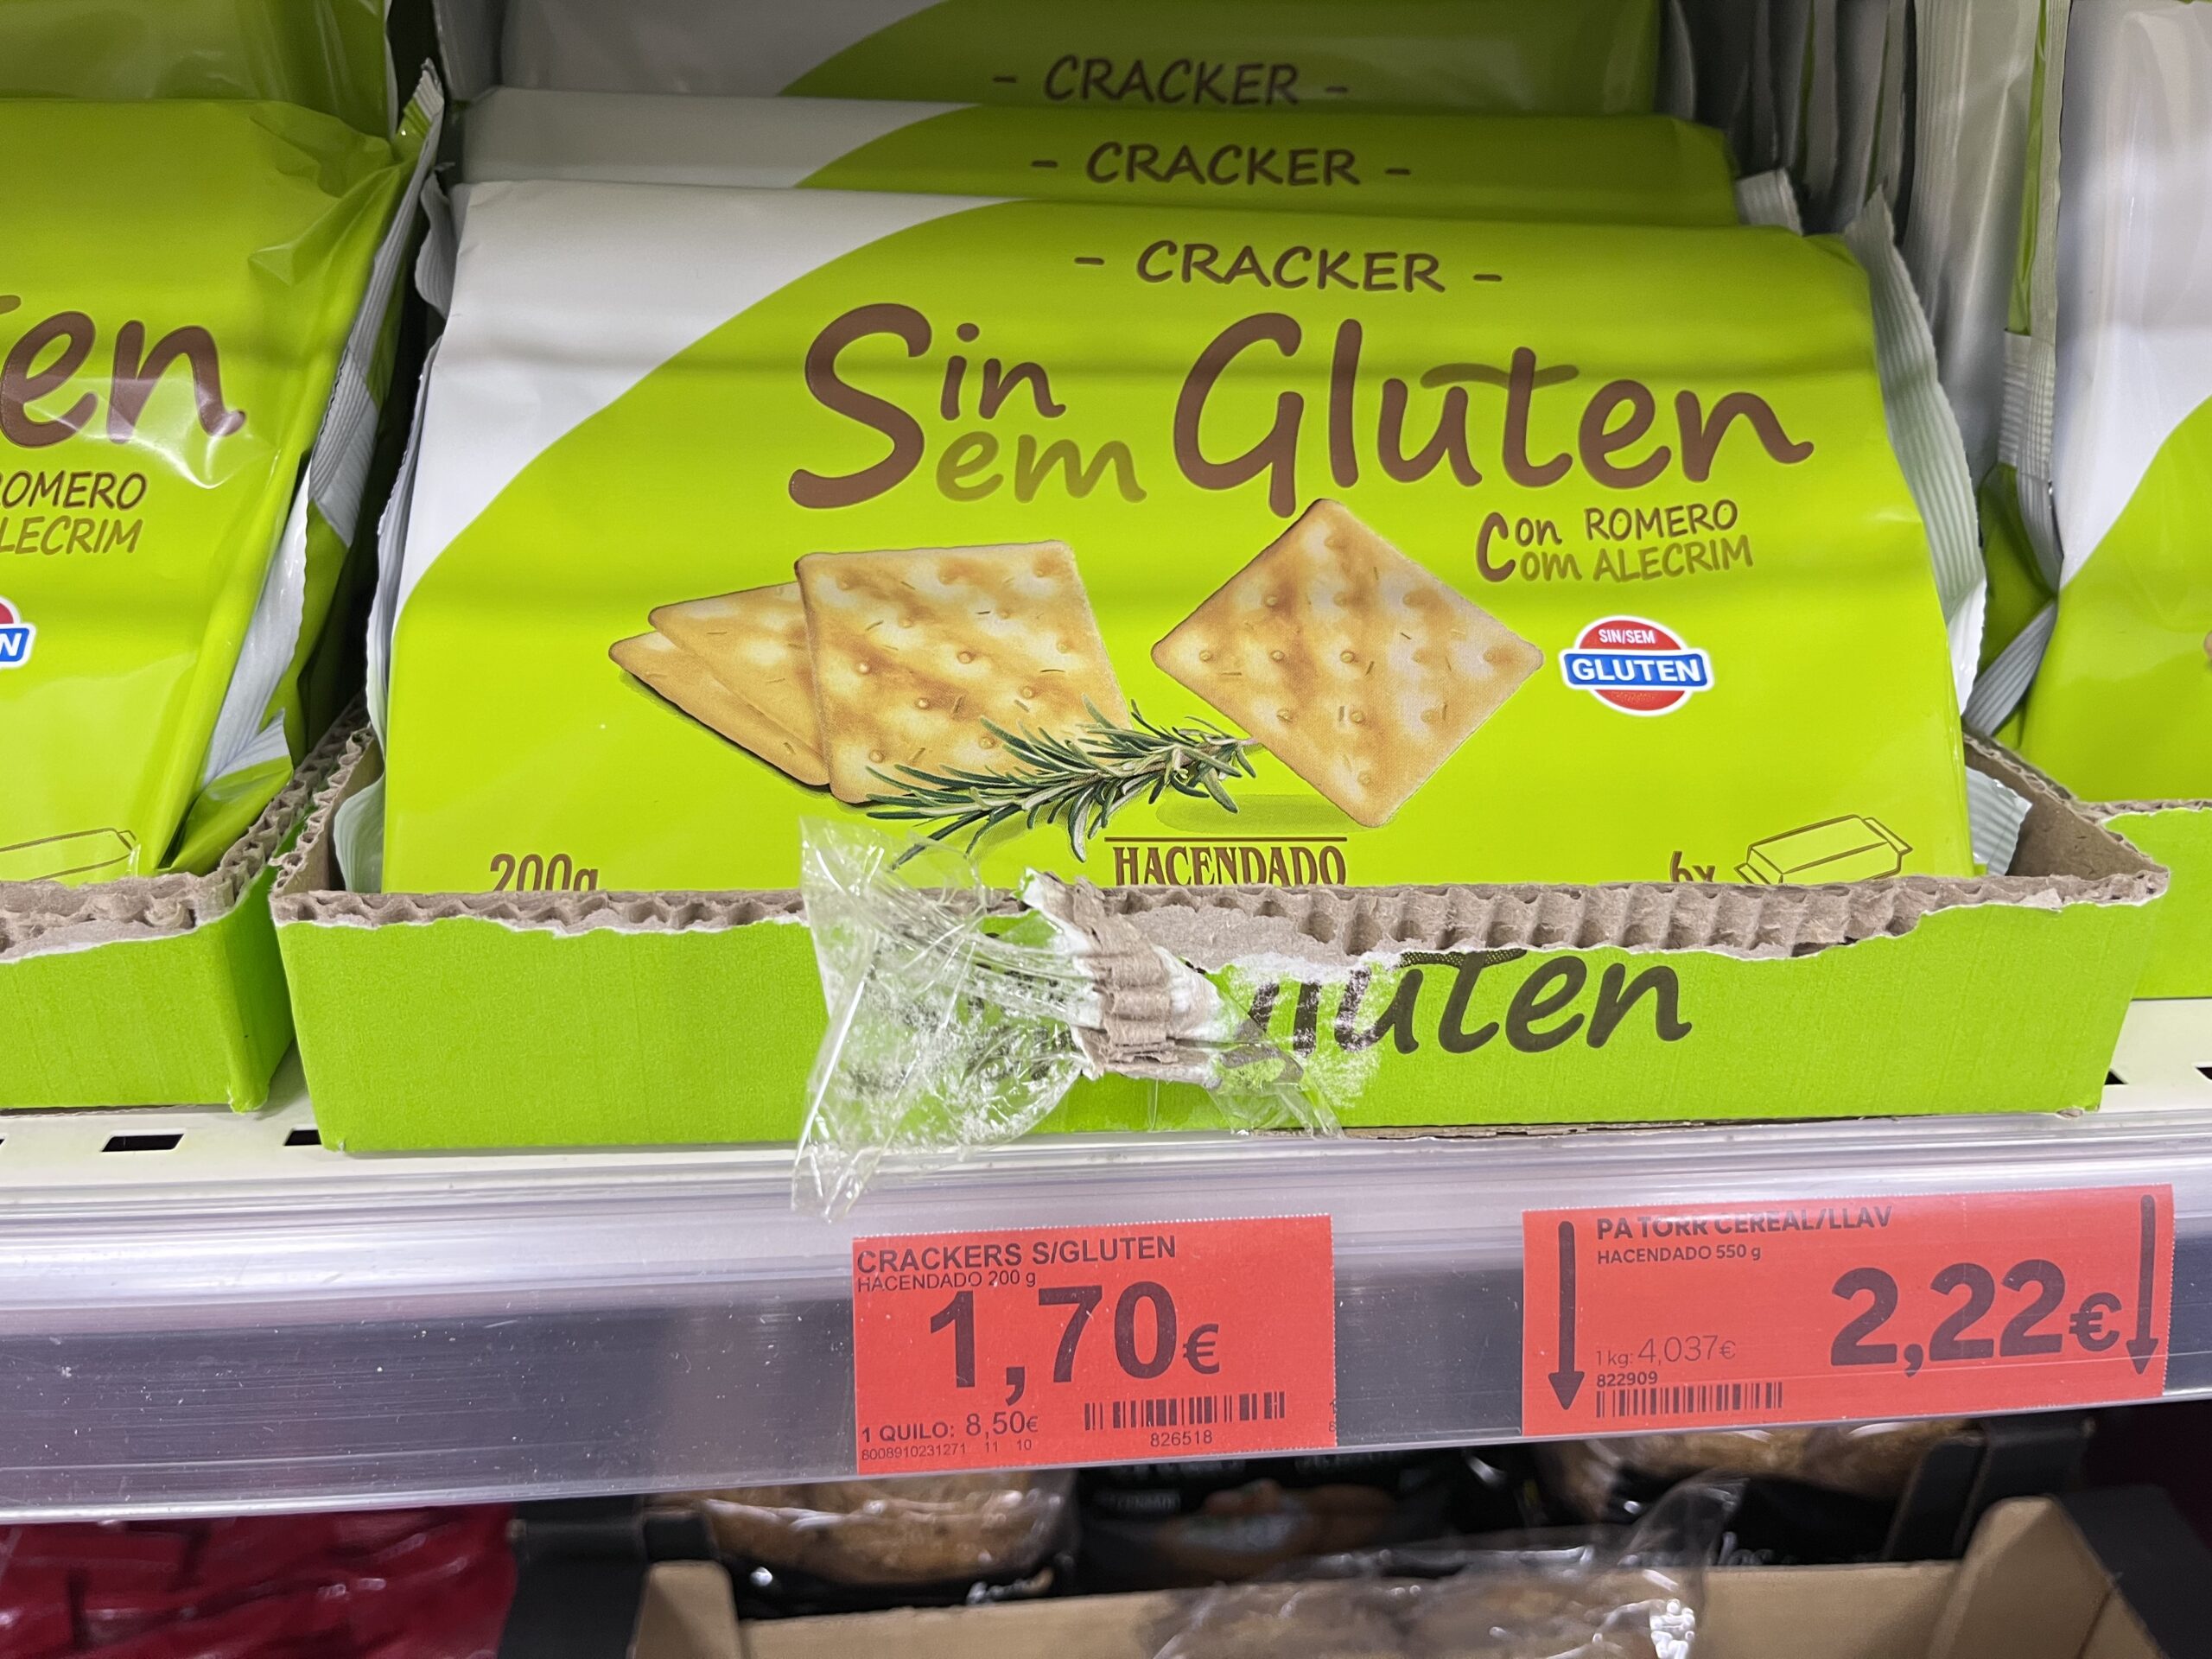 - CRACKER -
- CRACKER -
- CRACKER -
Sin Gluten
em
Con ROMERO
Com ALECRIM
SIN/SEM
GLUTEN
200g
HACENDADO
6x
en
ROMERO
ALECRIM
Gluten
CRACKERS S/GLUTEN
HACENDADO 200 g
1,70€
1 QUILO: 8,50€
8008910231271 11 10
826518
PA TORR CEREAL/LLAV
HACENDADO 550 g
2,22€
1 kg: 4,037€
822909